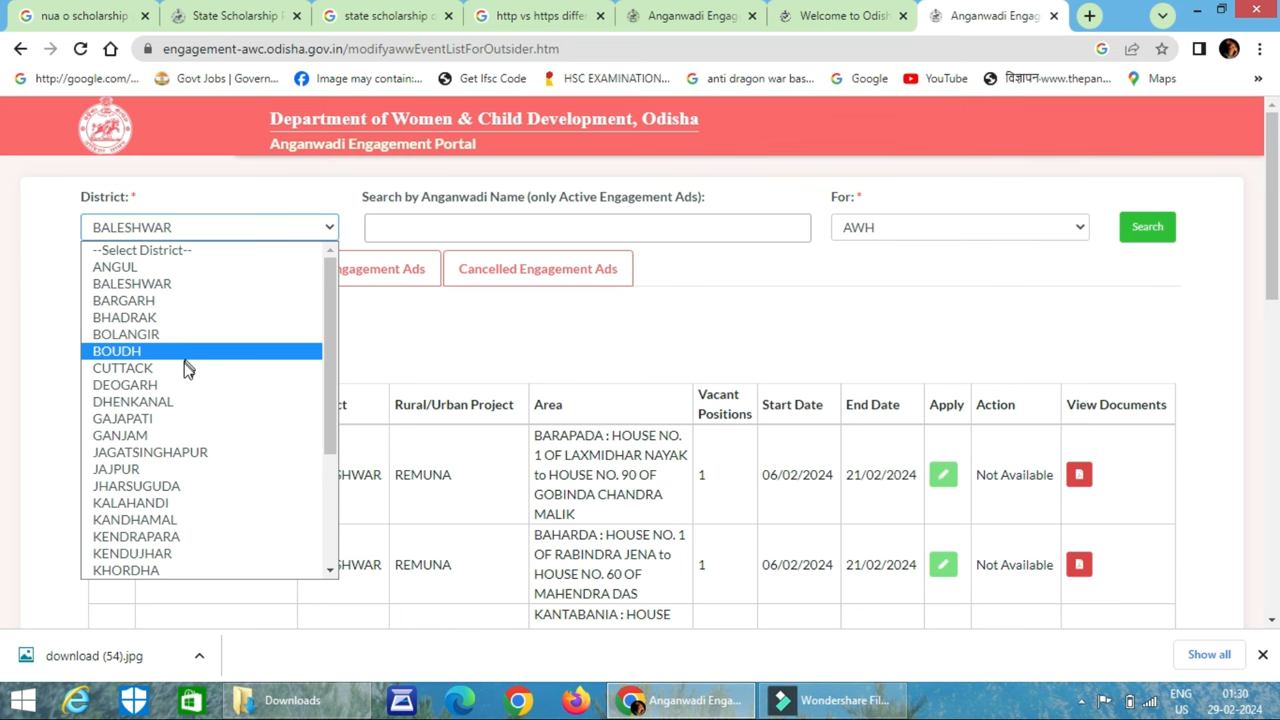 nua o scholarship
State Scholarship P
state scholarship o
http vs https differ
Anganwadi Engag
Welcome to Odish
Anganwadi Engag
engagement-awc.odisha.gov.in/modifyawwEventListForOutsider.htm
http://google.com/...
Govt Jobs | Govern...
Image may contain:...
Get Ifsc Code
HSC EXAMINATION...
anti dragon war bas...
Google
YouTube
विज्ञापन-www.thepan...
Maps
»
Department of Women & Child Development, Odisha
Anganwadi Engagement Portal
District: *
Search by Anganwadi Name (only Active Engagement Ads):
For: *
BALESHWAR
AWH
Search
--Select District--
ANGUL
BALESHWAR
BARGARH
BHADRAK
BOLANGIR
BOUDH
CUTTACK
DEOGARH
DHENKANAL
GAJAPATI
GANJAM
JAGATSINGHAPUR
JAJPUR
JHARSUGUDA
KALAHANDI
KANDHAMAL
KENDRAPARA
KENDUJHAR
KHORDHA
ngagement Ads
Cancelled Engagement Ads
ct
Rural/Urban Project
Area
Vacant
Positions
Start Date
End Date
Apply
Action
View Documents
SHWAR
REMUNA
BARAPADA : HOUSE NO.
1 OF LAXMIDHAR NAYAK
to HOUSE NO. 90 OF
GOBINDA CHANDRA
MALIK
1
06/02/2024
21/02/2024
Not Available
SHWAR
REMUNA
BAHARDA : HOUSE NO. 1
OF RABINDRA JENA to
HOUSE NO. 60 OF
MAHENDRA DAS
1
06/02/2024
21/02/2024
Not Available
KANTABANIA : HOUSE
download (54).jpg
Show all
Downloads
Anganwadi Enga...
Wondershare Fil...
ENG
US
01:30
29-02-2024